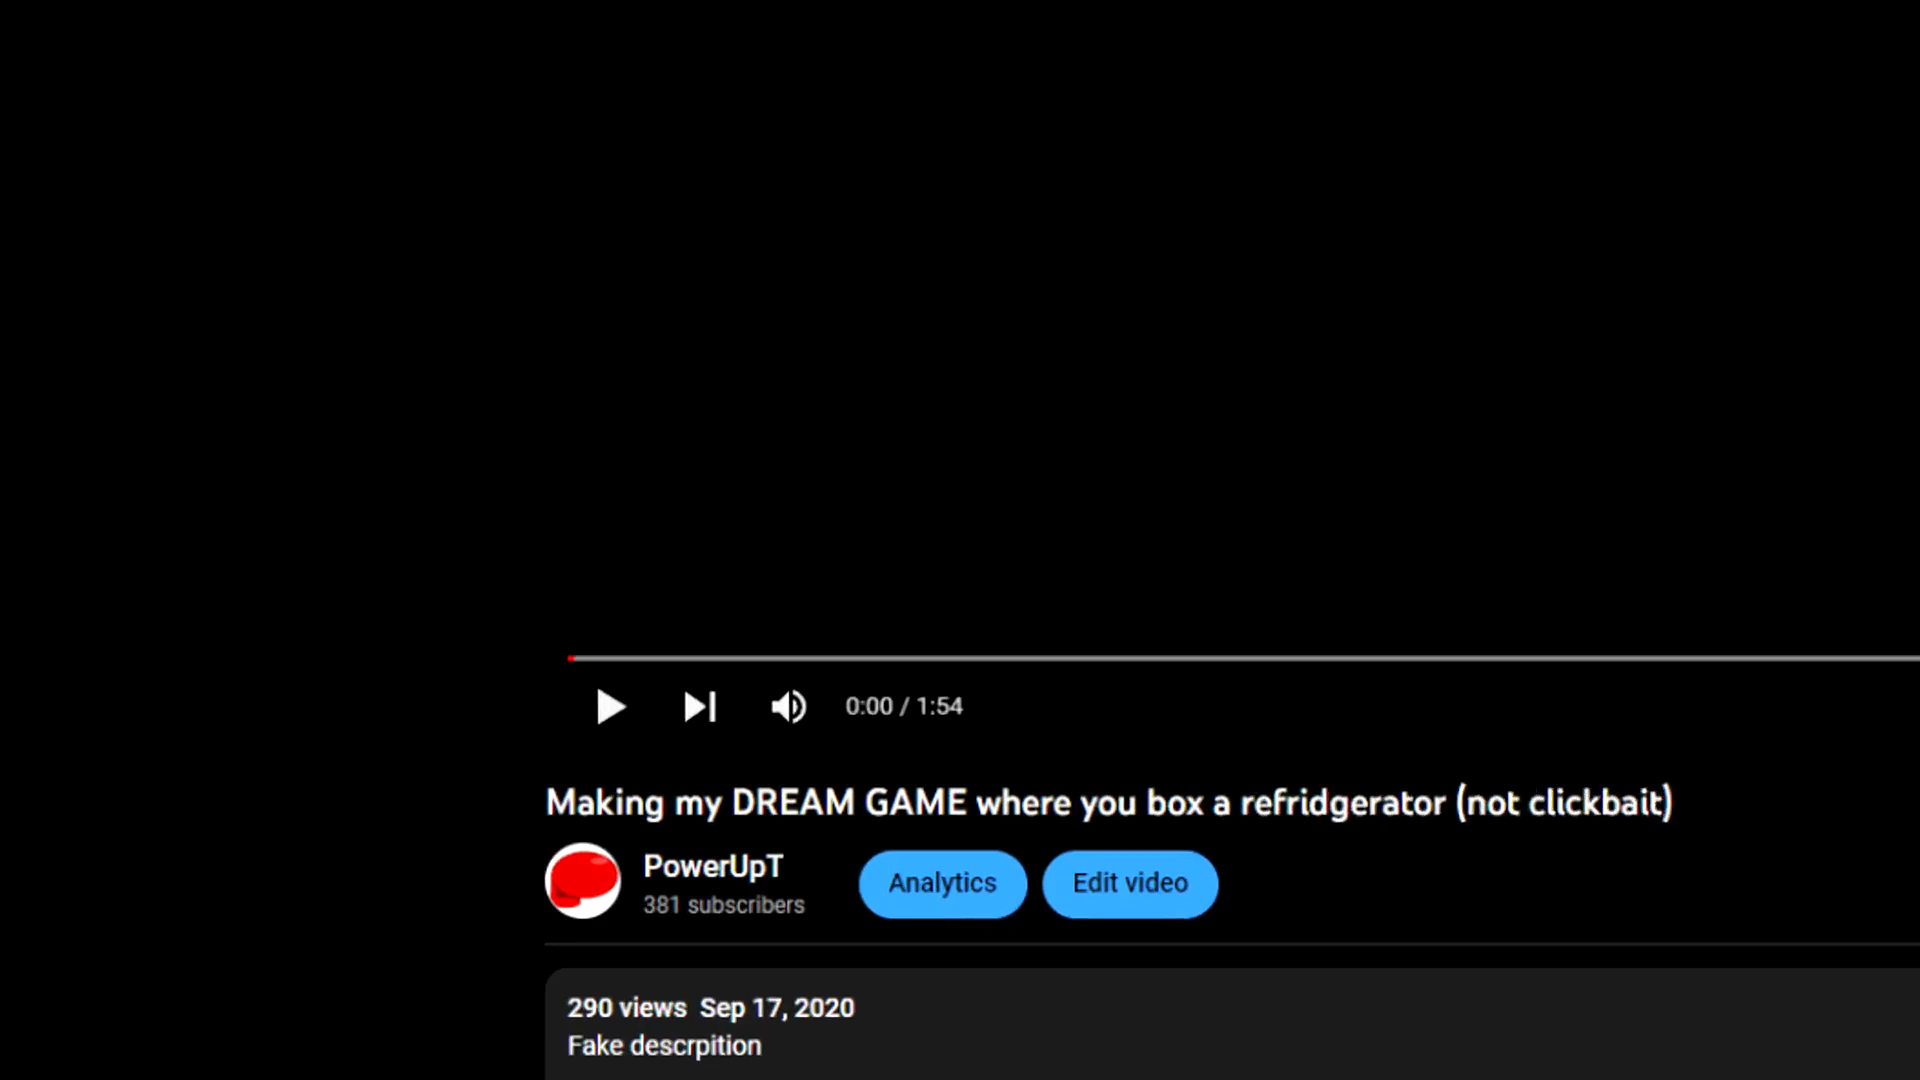 0:00 / 1:54
Making my DREAM GAME where you box a refridgerator (not clickbait)
PowerUpT
381 subscribers
Analytics
Edit video
290 views Sep 17, 2020
Fake descrpition